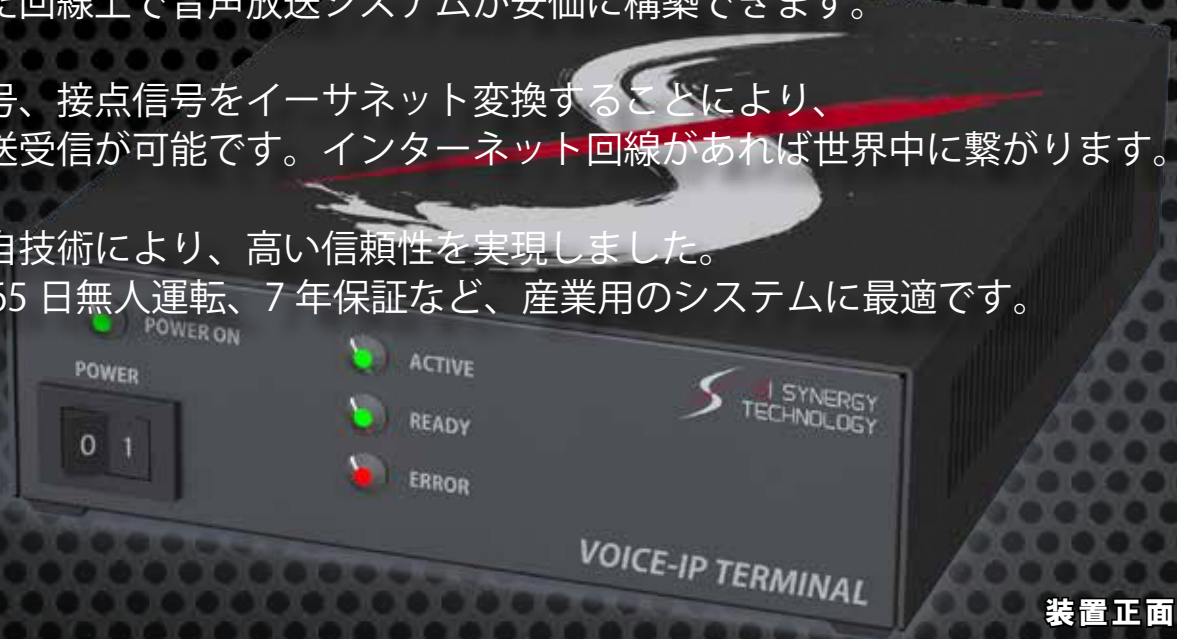 た回線上で音声放送システムが安価に構築できます。
号、接点信号をイーサネット変換することにより、
送受信が可能です。インターネット回線があれば世界中に繋がります。
自技術により、高い信頼性を実現しました。
65 日無人運転、7 年保証など、産業用のシステムに最適です。
POWER ON
POWER
0 1
ACTIVE
READY
ERROR
SYNERGY
TECHNOLOGY
VOICE-IP TERMINAL
装置正面